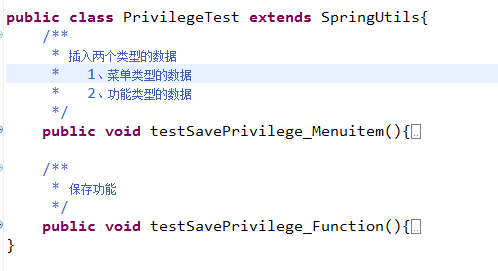 public class PrivilegeTest extends SpringUtils{
/**
* 插入两个类型的数据
* 1、菜单类型的数据
* 2、功能类型的数据
*/
public void testSavePrivilege_Menuitem(){
/**
* 保存功能
*/
public void testSavePrivilege_Function(){
}